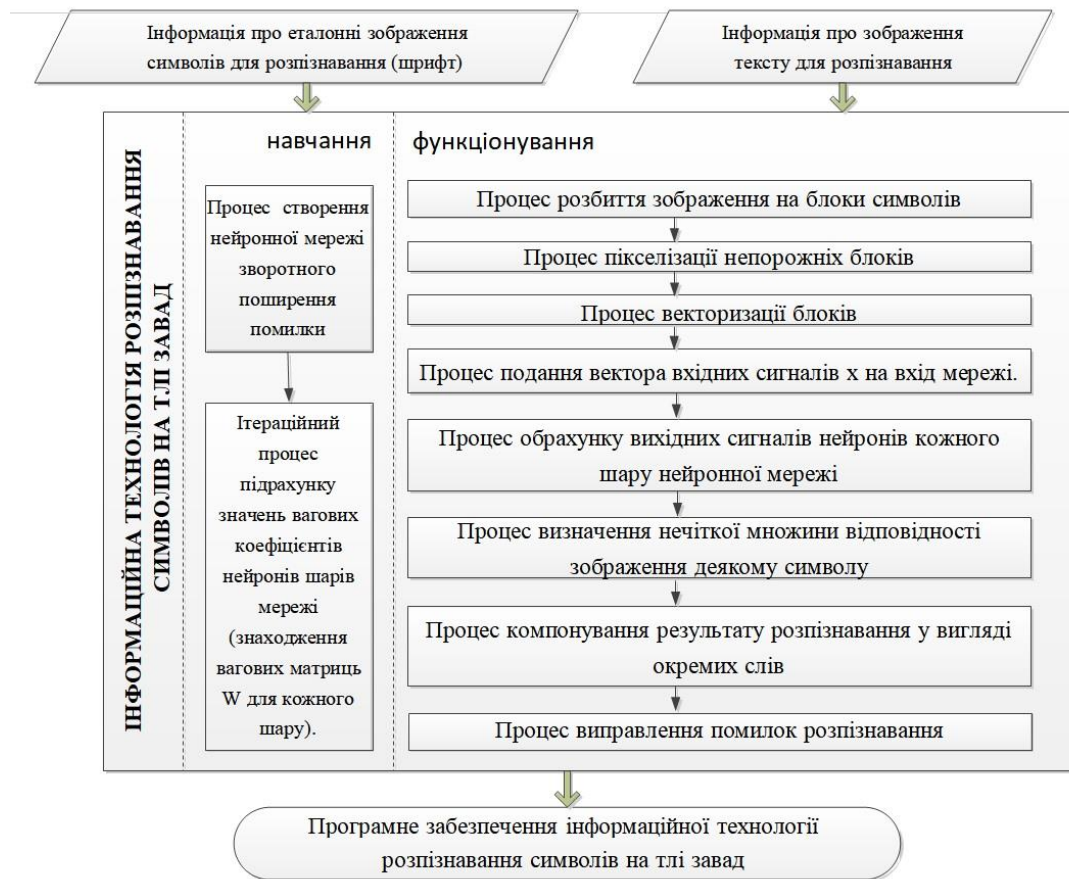 Інформація про еталонні зображення
символів для розпізнавання (шрифт)
Інформація про зображення
тексту для розпізнавання
ІНФОРМАЦІЙНА ТЕХНОЛОГІЯ РОЗПІЗНАВАННЯ
СИМВОЛІВ НА ТЛІ ЗАВАД
навчання
Процес створення
нейронної мережі
зворотного
поширення
помилки
Ітераційний
процес
підрахунку
значень вагових
коефіцієнтів
нейронів шарів
мережі
(знаходження
вагових матриць
W для кожного
шару).
функціонування
Процес розбиття зображення на блоки символів
Процес пікселізації непорожніх блоків
Процес векторизації блоків
Процес подання вектора вхідних сигналів х на вхід мережі.
Процес обрахунку вихідних сигналів нейронів кожного
шару нейронної мережі
Процес визначення нечіткої множини відповідності
зображення деякому символу
Процес компонування результату розпізнавання у вигляді
окремих слів
Процес виправлення помилок розпізнавання
Програмне забезпечення інформаційної технології
розпізнавання символів на тлі завад